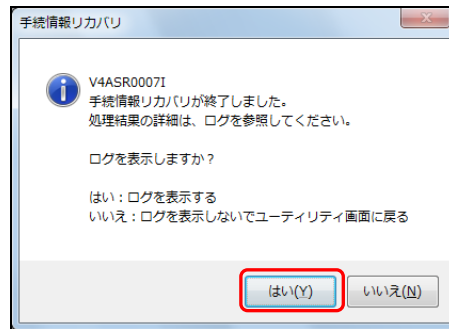 手続情報リカバリ
V4ASR0007I
手続情報リカバリが終了しました。
処理結果の詳細は、ログを参照してください。
ログを表示しますか？
はい：ログを表示する
いいえ：ログを表示しないでユーティリティ画面に戻る
はい(Y) いいえ(N)